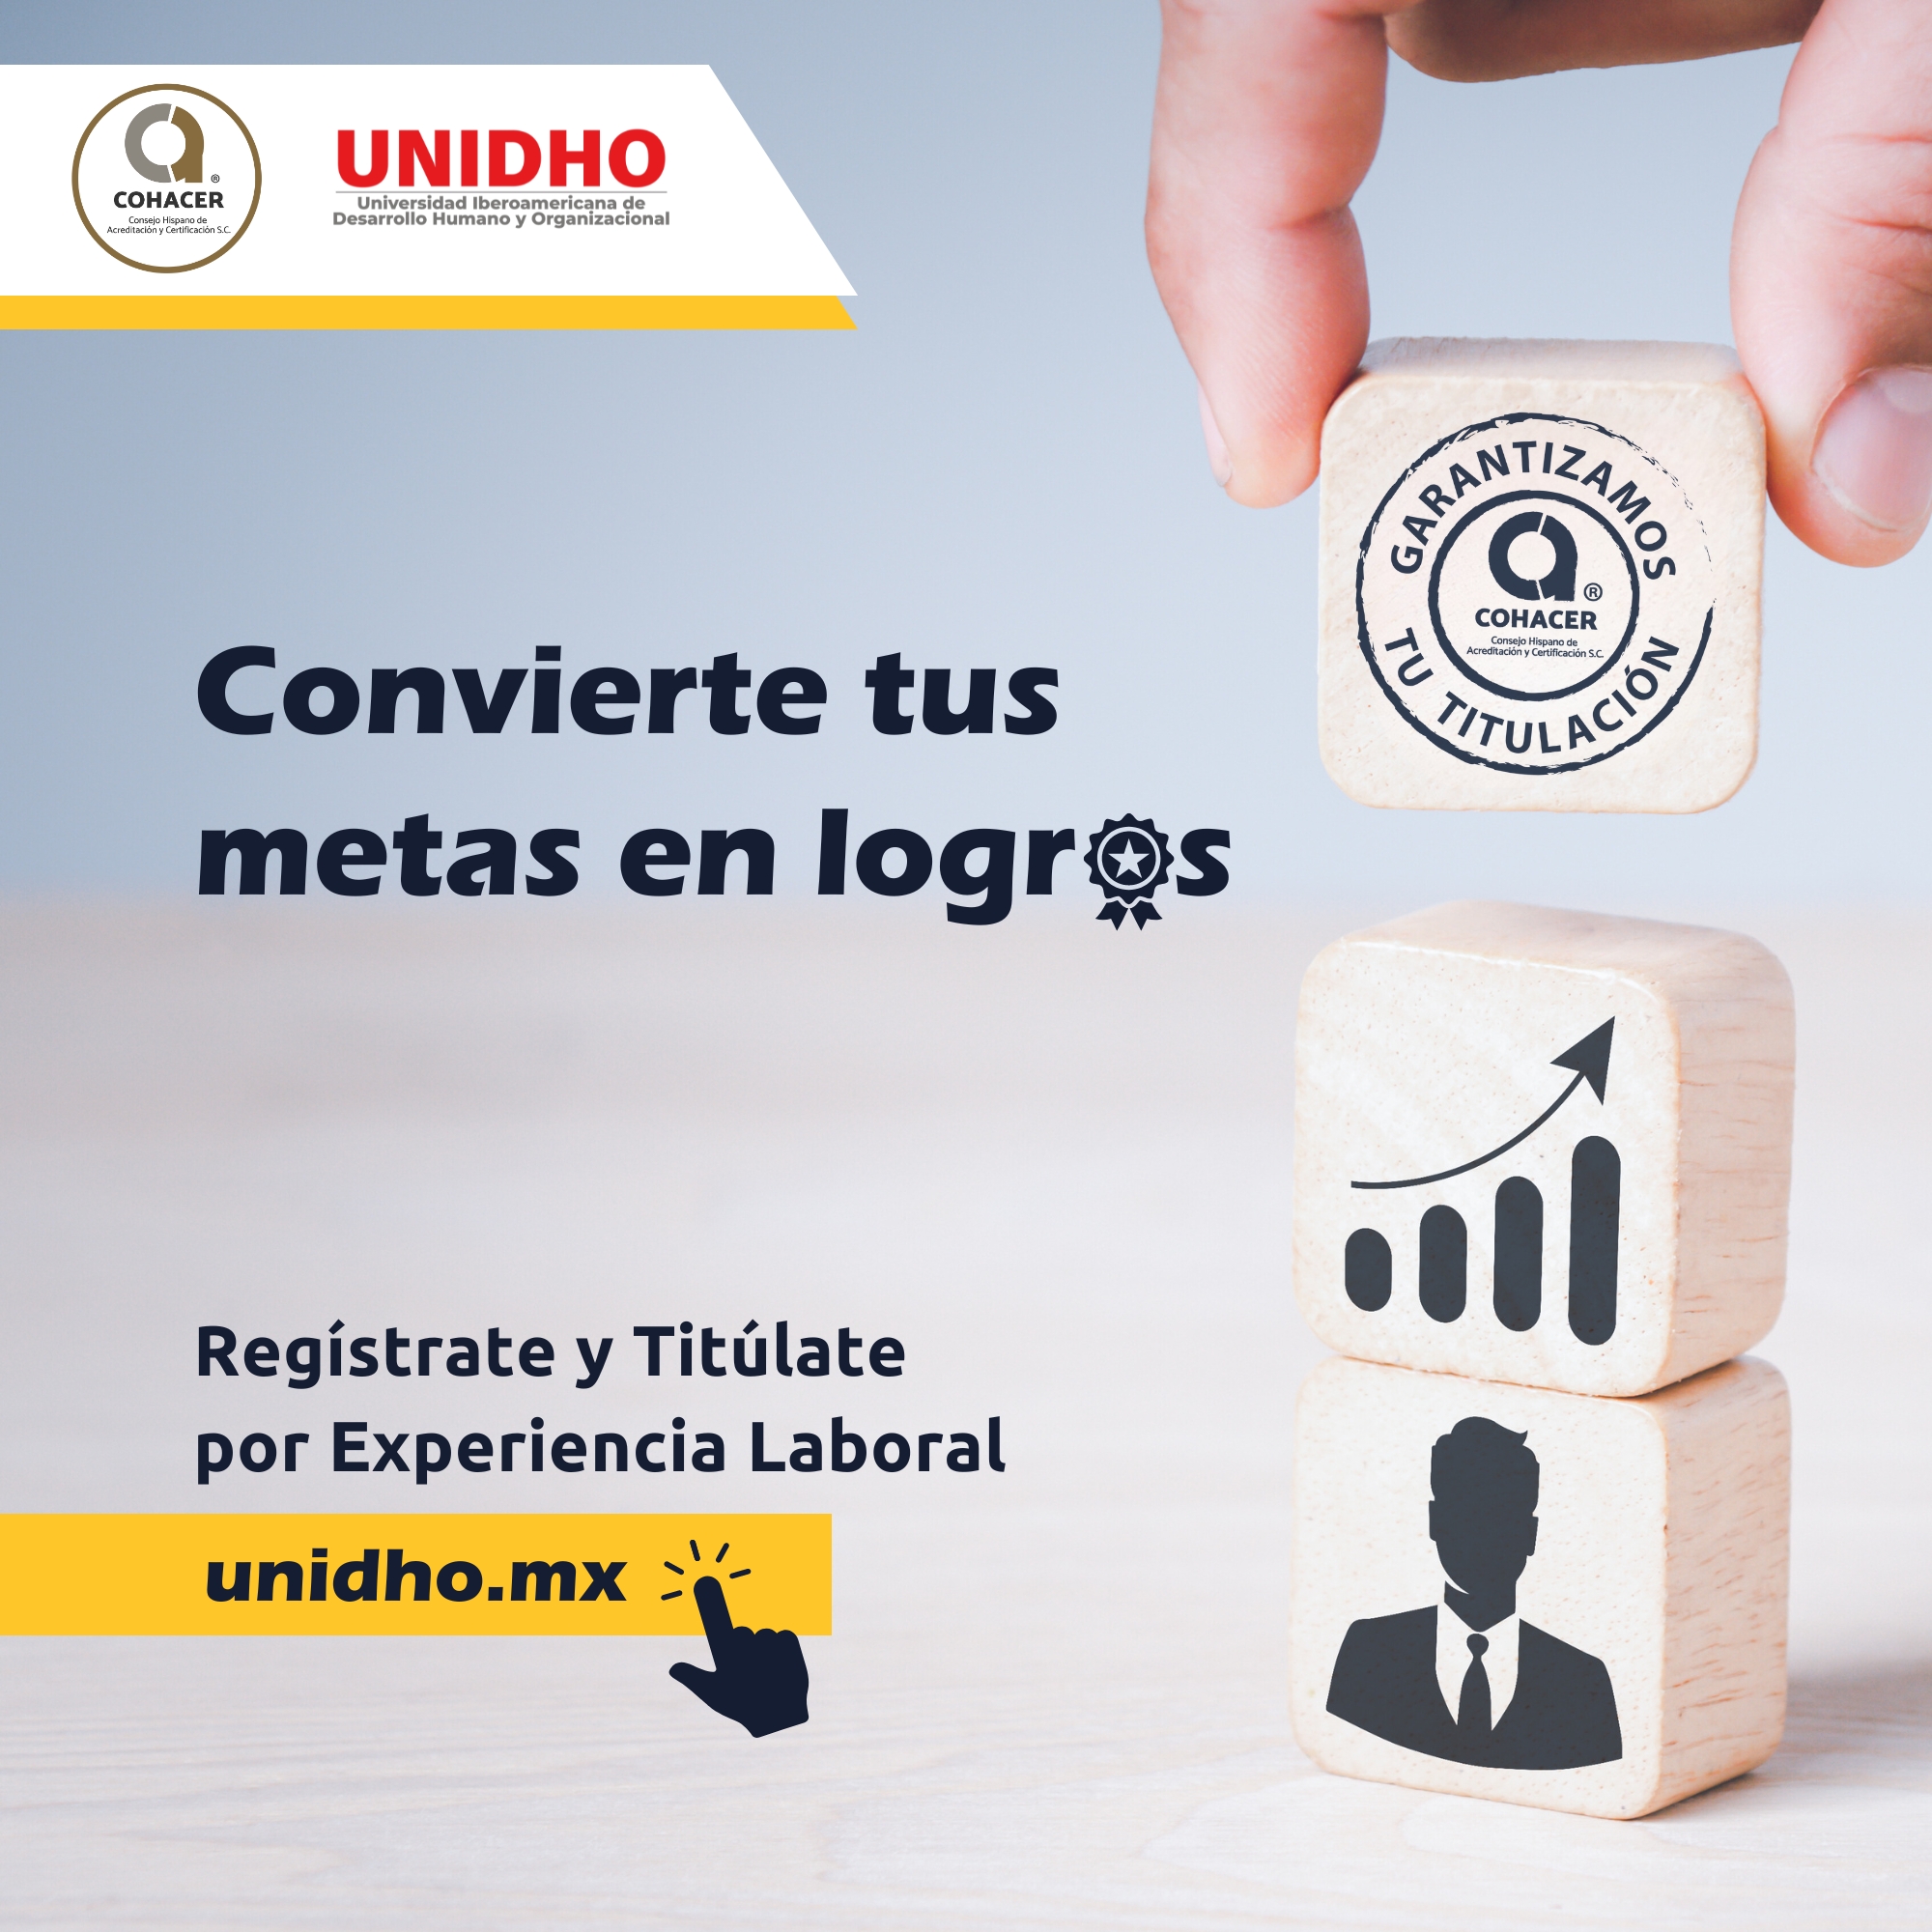 COHACER
®
Consejo Hispano de
Acreditación y Certificación S.C.
UNIDHO
Universidad Iberoamericana de
Desarrollo Humano y Organizacional
GARANTIZAMOS
®
COHACER
Consejo Hispano de
Acreditación y Certificación S.C.
TU TITULACIÓN
Convierte tus
metas en logros
Regístrate y Titúlate
por Experiencia Laboral
unidho.mx